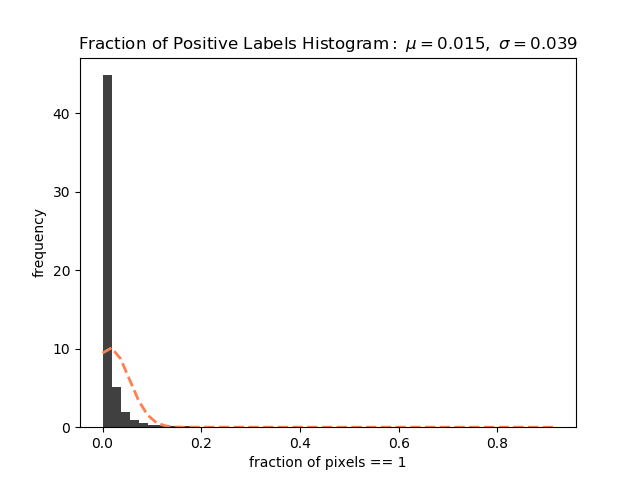 Fraction of Positive Labels Histogram : μ = 0.015, σ = 0.039
frequency
40
30
20
10
0
0.0 0.2 0.4 0.6 0.8
fraction of pixels == 1